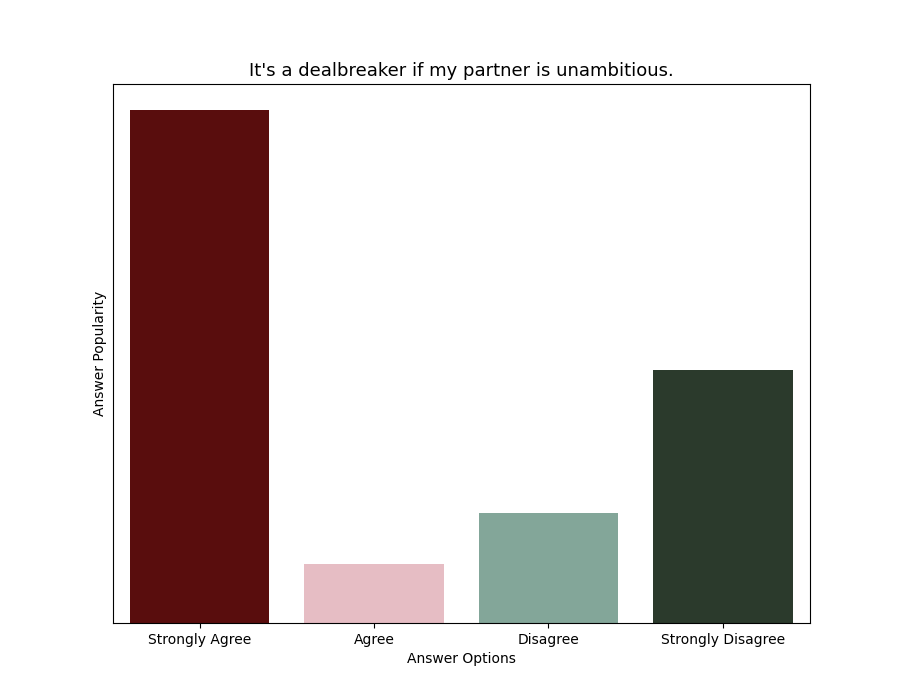 It's a dealbreaker if my partner is unambitious.
Answer Popularity
Strongly Agree
Agree
Disagree
Strongly Disagree
Answer Options